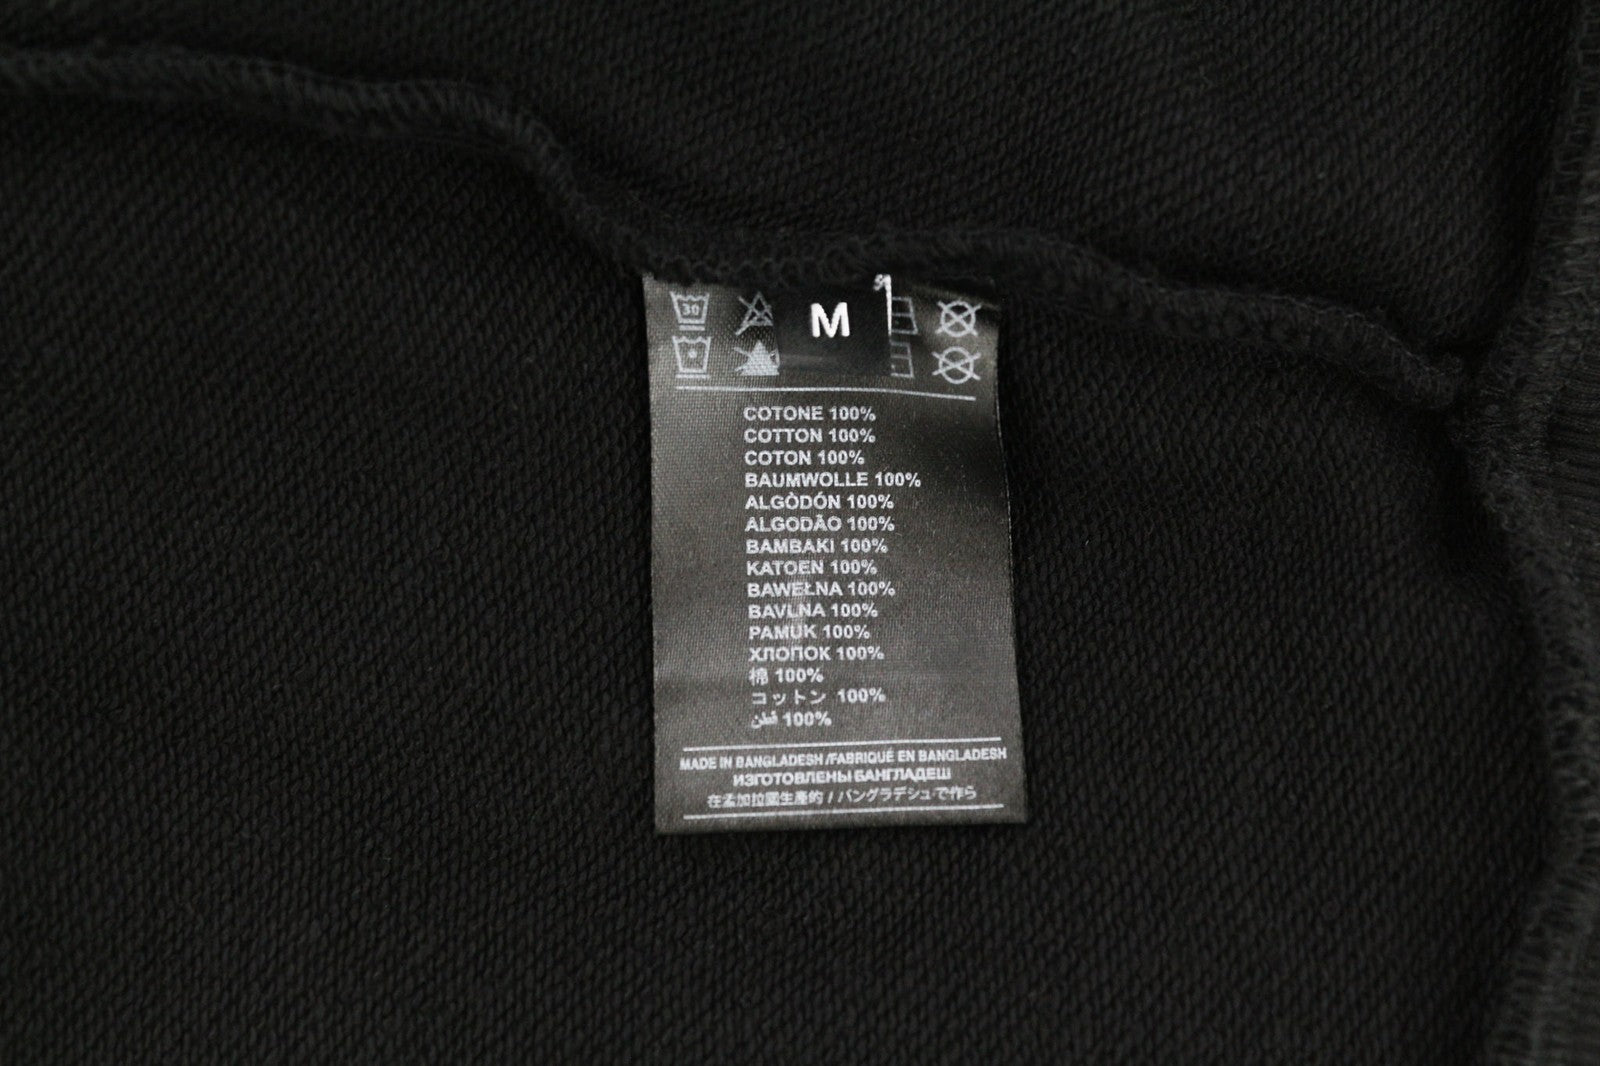 30
M
COTONE 100%
COTTON 100%
COTON 100%
BAUMWOLLE 100%
ALGÒDÓN 100%
ALGODÃO 100%
BAMBAKI 100%
KATOEN 100%
BAWEŁNA 100%
BAVLNA 100%
PAMUK 100%
ХЛОПОК 100%
棉 100%
コットン 100%
قطن 100%
MADE IN BANGLADESH /FABRIQUÉ EN BANGLADESH
ИЗГОТОВЛЕНЫ БАНГЛАДЕШ
在孟加拉國生產的 / バングラデシュで作ら